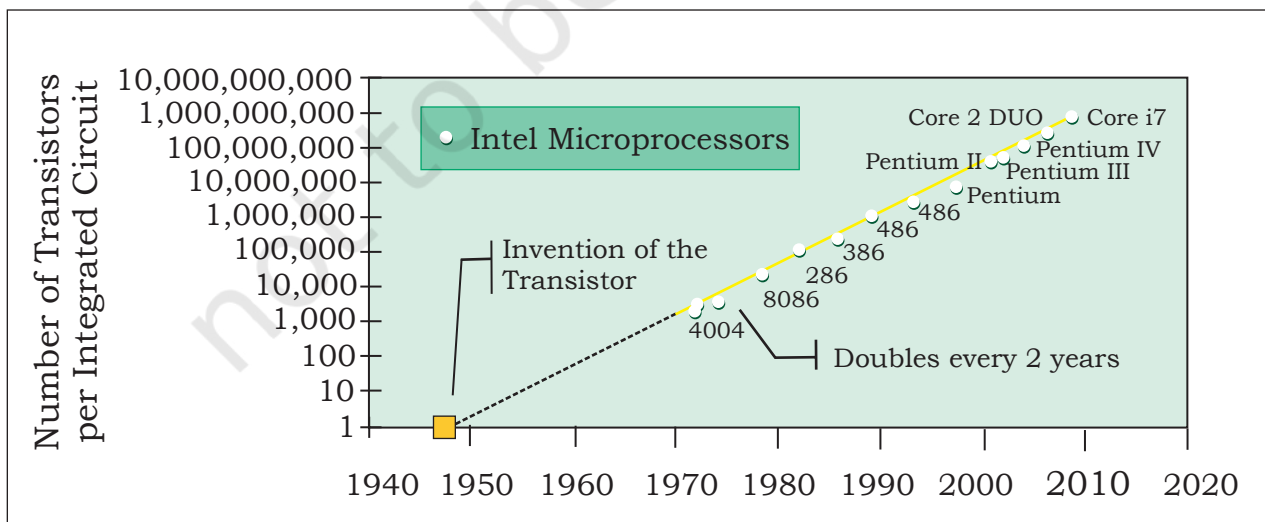 Number of Transistors
per Integrated Circuit
10,000,000,000
1,000,000,000
100,000,000
10,000,000
1,000,000
100,000
10,000
1,000
100
10
1
Intel Microprocessors
Invention of the
Transistor
4004
8086
286
386
486
486
Pentium
Pentium II
Pentium III
Pentium IV
Core 2 DUO
Core i7
Doubles every 2 years
1940 1950 1960 1970 1980 1990 2000 2010 2020
not to b